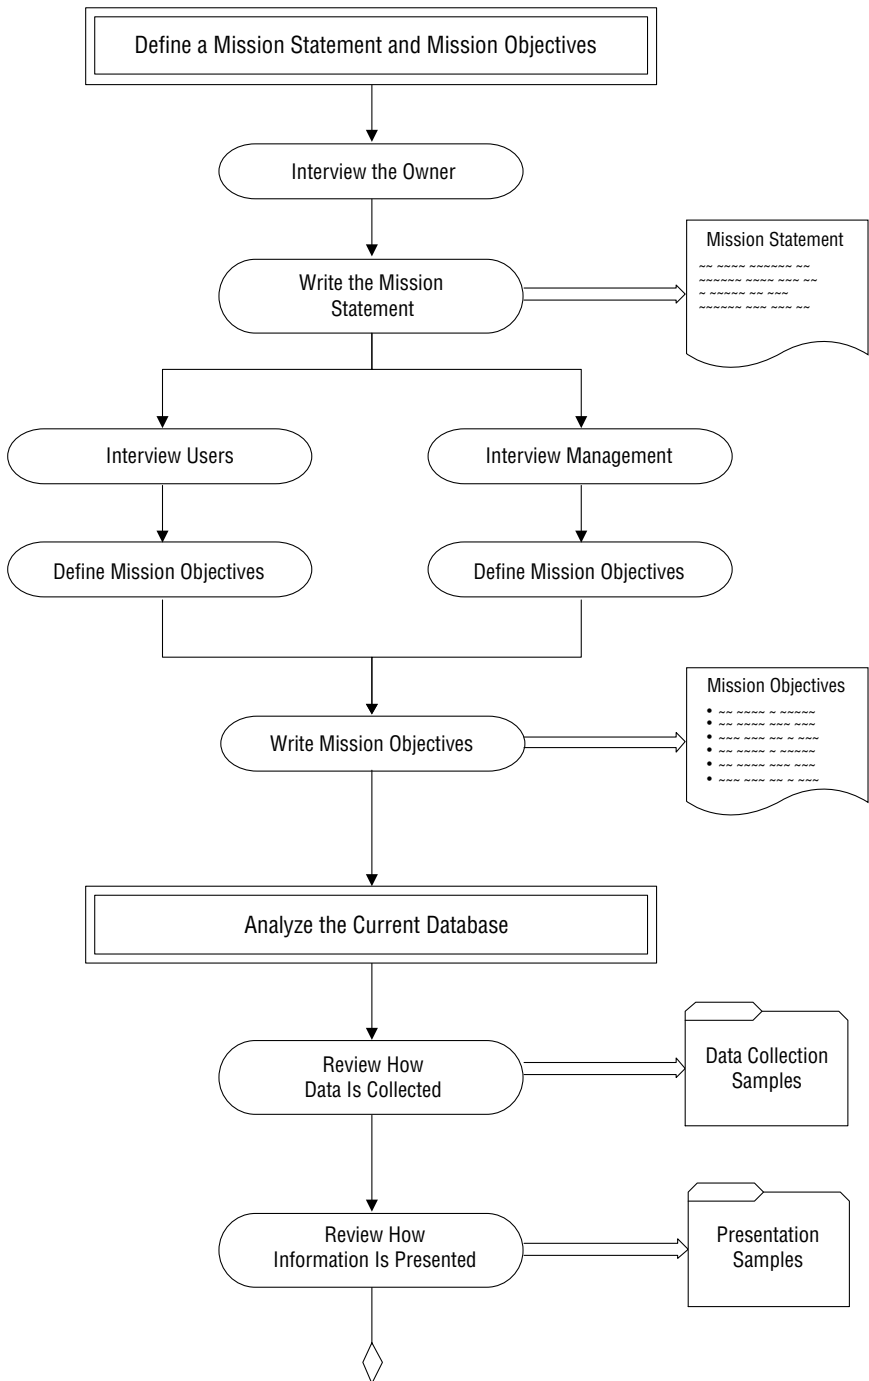 Define a Mission Statement and Mission Objectives
Interview the Owner
Write the Mission
Statement
Mission Statement
Interview Users
Interview Management
Define Mission Objectives
Define Mission Objectives
Mission Objectives
Write Mission Objectives
Analyze the Current Database
Review How
Data Is Collected
Data Collection
Samples
Review How
Information Is Presented
Presentation
Samples